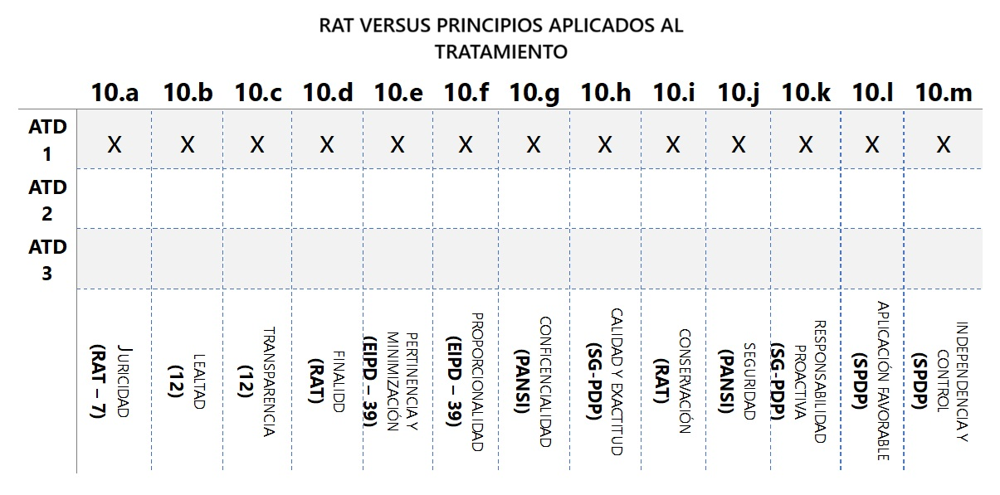 RAT VERSUS PRINCIPIOS APLICADOS AL
TRATAMIENTO
10.a 10.b 10.c 10.d 10.e 10.f 10.g 10.h 10.i 10.j 10.k 10.l 10.m
ATD
1
X X X X X X X X X X X X X
ATD
2
ATD
3
JURICIDAD
(RAT – 7)
LEALTAD
(12)
TRANSPARENCIA
(12)
FINALIDD
(RAT)
PERTINENCIA Y
MINIMIZACIÓN
(EIPD – 39)
PROPORCIONALIDAD
(EIPD – 39)
CONFICENCIALIDAD
(PANSI)
CALIDAD Y EXACTITUD
(SG-PDP)
CONSERVACIÓN
(RAT)
SEGURIDAD
(PANSI)
RESPONSABILIDAD
PROACTIVA
(SG-PDP)
APLICACIÓN FAVORABLE
(SPDP)
INDEPENDENCIA Y
CONTROL
(SPDP)